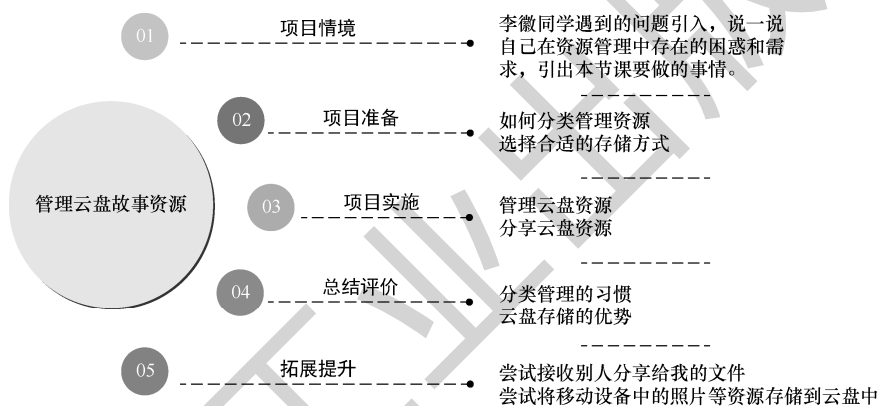 管理云盘故事资源
01
项目情境
李徽同学遇到的问题引入，说一说
自己在资源管理中存在的困惑和需
求，引出本节课要做的事情。
02
项目准备
如何分类管理资源
选择合适的存储方式
03
项目实施
管理云盘资源
分享云盘资源
04
总结评价
分类管理的习惯
云盘存储的优势
05
拓展提升
尝试接收别人分享给我的文件
尝试将移动设备中的照片等资源存储到云盘中
工业出版